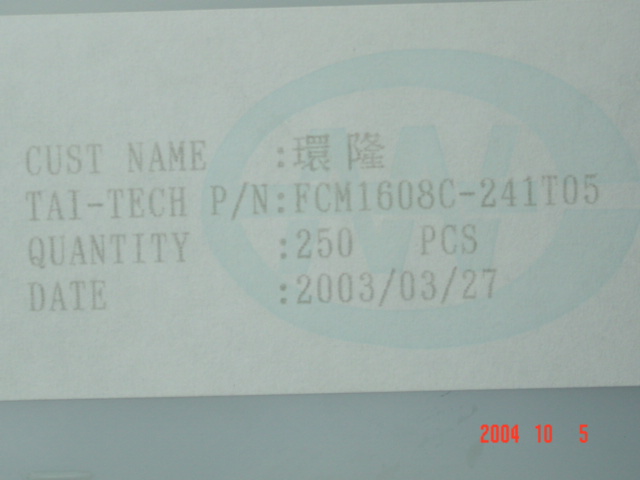 CUST NAME :環隆
TAI-TECH P/N:FCM1608C-241T05
QUANTITY :250 PCS
DATE :2003/03/27
2004 10 5